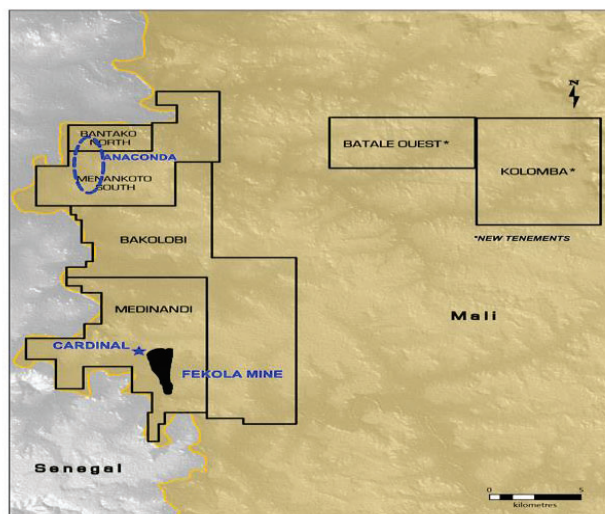 N
BANTAKO
NORTH
ANACONDA
MENANKOTO
SOUTH
BATALE OUEST*
KOLOMBA*
*NEW TENEMENTS
BAKOLOBI
MEDINANDI
Mali
CARDINAL
FEKOLA MINE
Senegal
0 5
kilometres